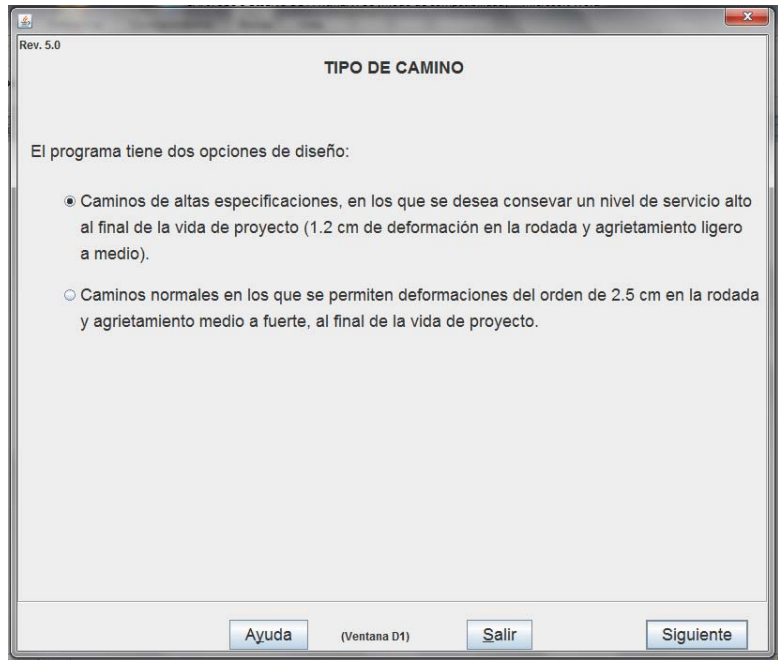 Rev. 5.0
TIPO DE CAMINO
El programa tiene dos opciones de diseño:
Caminos de altas especificaciones, en los que se desea consevar un nivel de servicio alto
al final de la vida de proyecto (1.2 cm de deformación en la rodada y agrietamiento ligero
a medio).
Caminos normales en los que se permiten deformaciones del orden de 2.5 cm en la rodada
y agrietamiento medio a fuerte, al final de la vida de proyecto.
Ayuda (Ventana D1) Salir Siguiente